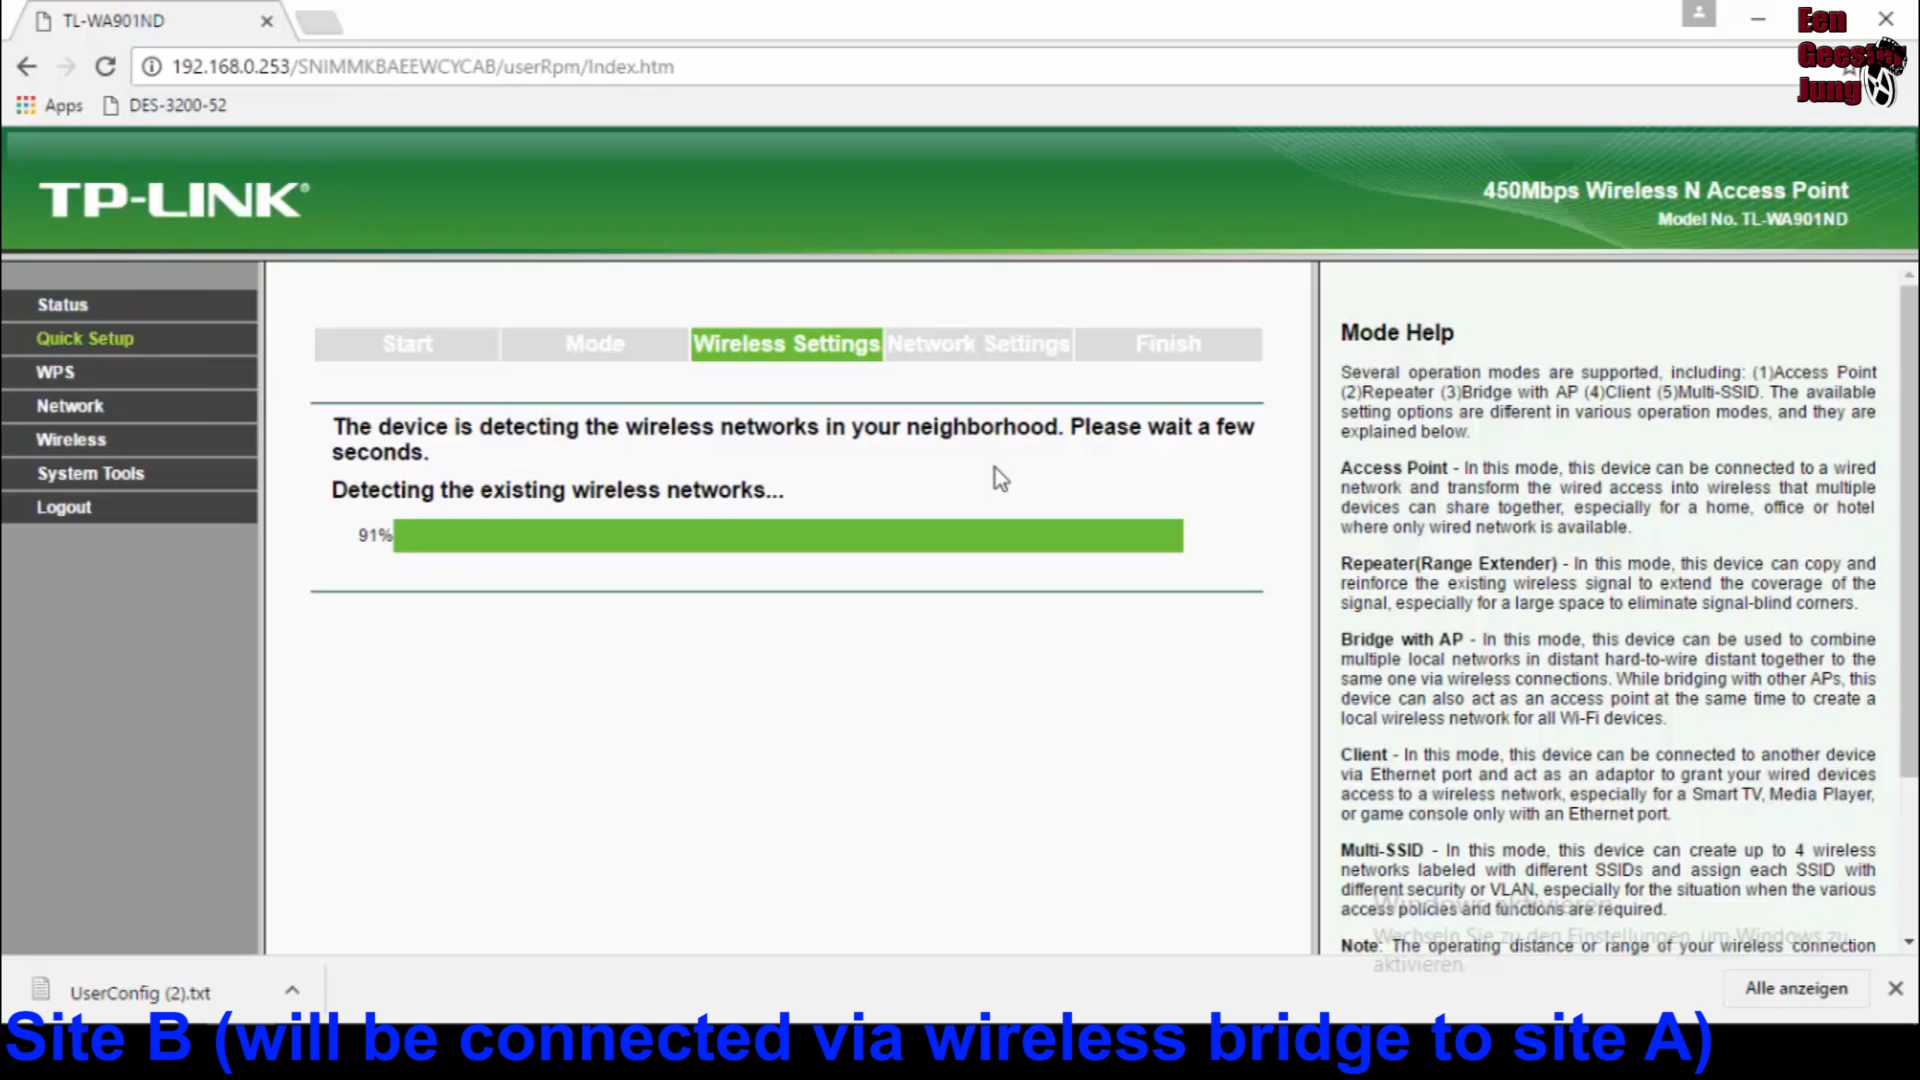 TL-WA901ND
Een
Geester
Jung
192.168.0.253/SNIMMKBAEEWCYCAB/userRpm/Index.htm
Apps DES-3200-52
TP-LINK®
450Mbps Wireless N Access Point
Model No. TL-WA901ND
Status
Quick Setup
WPS
Network
Wireless
System Tools
Logout
Start Mode Wireless Settings Network Settings Finish
The device is detecting the wireless networks in your neighborhood. Please wait a few
seconds.
Detecting the existing wireless networks...
91%
Mode Help
Several operation modes are supported, including: (1)Access Point
(2)Repeater (3)Bridge with AP (4)Client (5)Multi-SSID. The available
setting options are different in various operation modes, and they are
explained below.
Access Point - In this mode, this device can be connected to a wired
network and transform the wired access into wireless that multiple
devices can share together, especially for a home, office or hotel
where only wired network is available.
Repeater(Range Extender) - In this mode, this device can copy and
reinforce the existing wireless signal to extend the coverage of the
signal, especially for a large space to eliminate signal-blind corners.
Bridge with AP - In this mode, this device can be used to combine
multiple local networks in distant hard-to-wire distant together to the
same one via wireless connections. While bridging with other APs, this
device can also act as an access point at the same time to create a
local wireless network for all Wi-Fi devices.
Client - In this mode, this device can be connected to another device
via Ethernet port and act as an adaptor to grant your wired devices
access to a wireless network, especially for a Smart TV, Media Player,
or game console only with an Ethernet port.
Multi-SSID - In this mode, this device can create up to 4 wireless
networks labeled with different SSIDs and assign each SSID with
different security or VLAN, especially for the situation when the various
access policies and functions are required.
Windows aktivieren
Wechseln Sie zu den Einstellungen, um Windows zu
aktivieren.
Note: The operating distance or range of your wireless connection
UserConfig (2).txt
Alle anzeigen
Site B (will be connected via wireless bridge to site A)